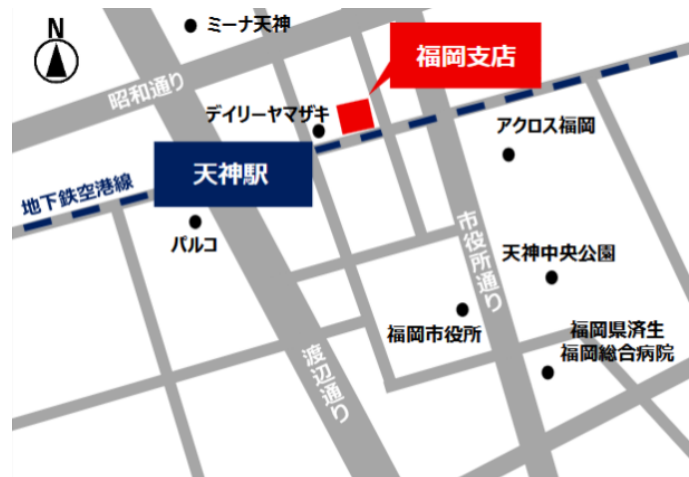 N
ミーナ天神
福岡支店
昭和通り
デイリーヤマザキ
アクロス福岡
天神駅
地下鉄空港線
パルコ
市役所通り
天神中央公園
福岡市役所
福岡県済生
福岡総合病院
渡辺通り